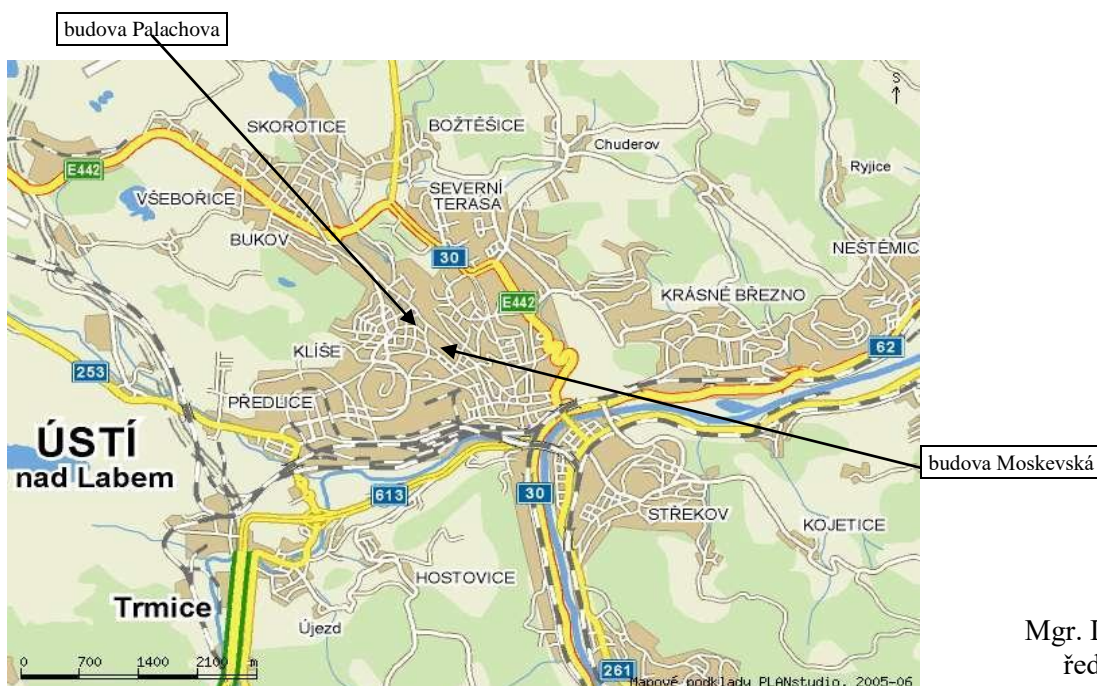 budova Palachova
S
SKOROTICE
BOŽTĚŠICE
Chuderov
E442
Ryjice
VŠEBOŘICE
SEVERNÍ
TERASA
BUKOV
30
NEŠTĚMIC
KRÁSNÉ BŘEZNO
E442
KLÍŠE
62
253
PŘEDLICE
ÚSTÍ
nad Labem
budova Moskevská
613
30
STŘEKOV
KOJETICE
HOSTOVICE
Trmice
Újezd
Mgr.
0 700 1400 2100 m
261
Mapové podklady PLANstudio, 2005-06